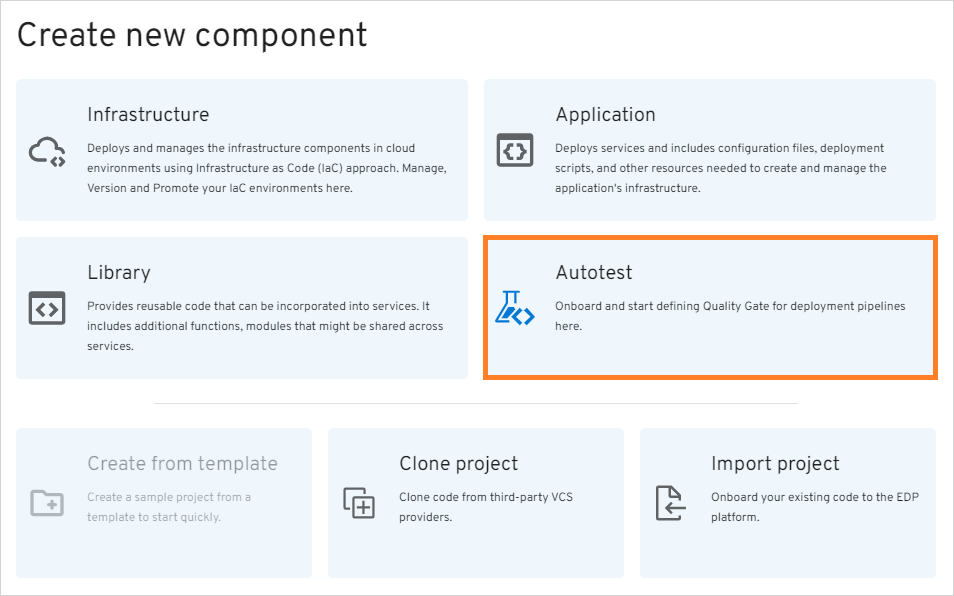 Create new component
Infrastructure
Deploys and manages the infrastructure components in cloud
environments using Infrastructure as Code (IaC) approach. Manage,
Version and Promote your IaC environments here.
Application
Deploys services and includes configuration files, deployment
scripts, and other resources needed to create and manage the
application's infrastructure.
Library
Provides reusable code that can be incorporated into services. It
includes additional functions, modules that might be shared across
services.
Autotest
Onboard and start defining Quality Gate for deployment pipelines
here.
Create from template
Create a sample project from a
template to start quickly.
Clone project
Clone code from third-party VCS
providers.
Import project
Onboard your existing code to the EDP
platform.